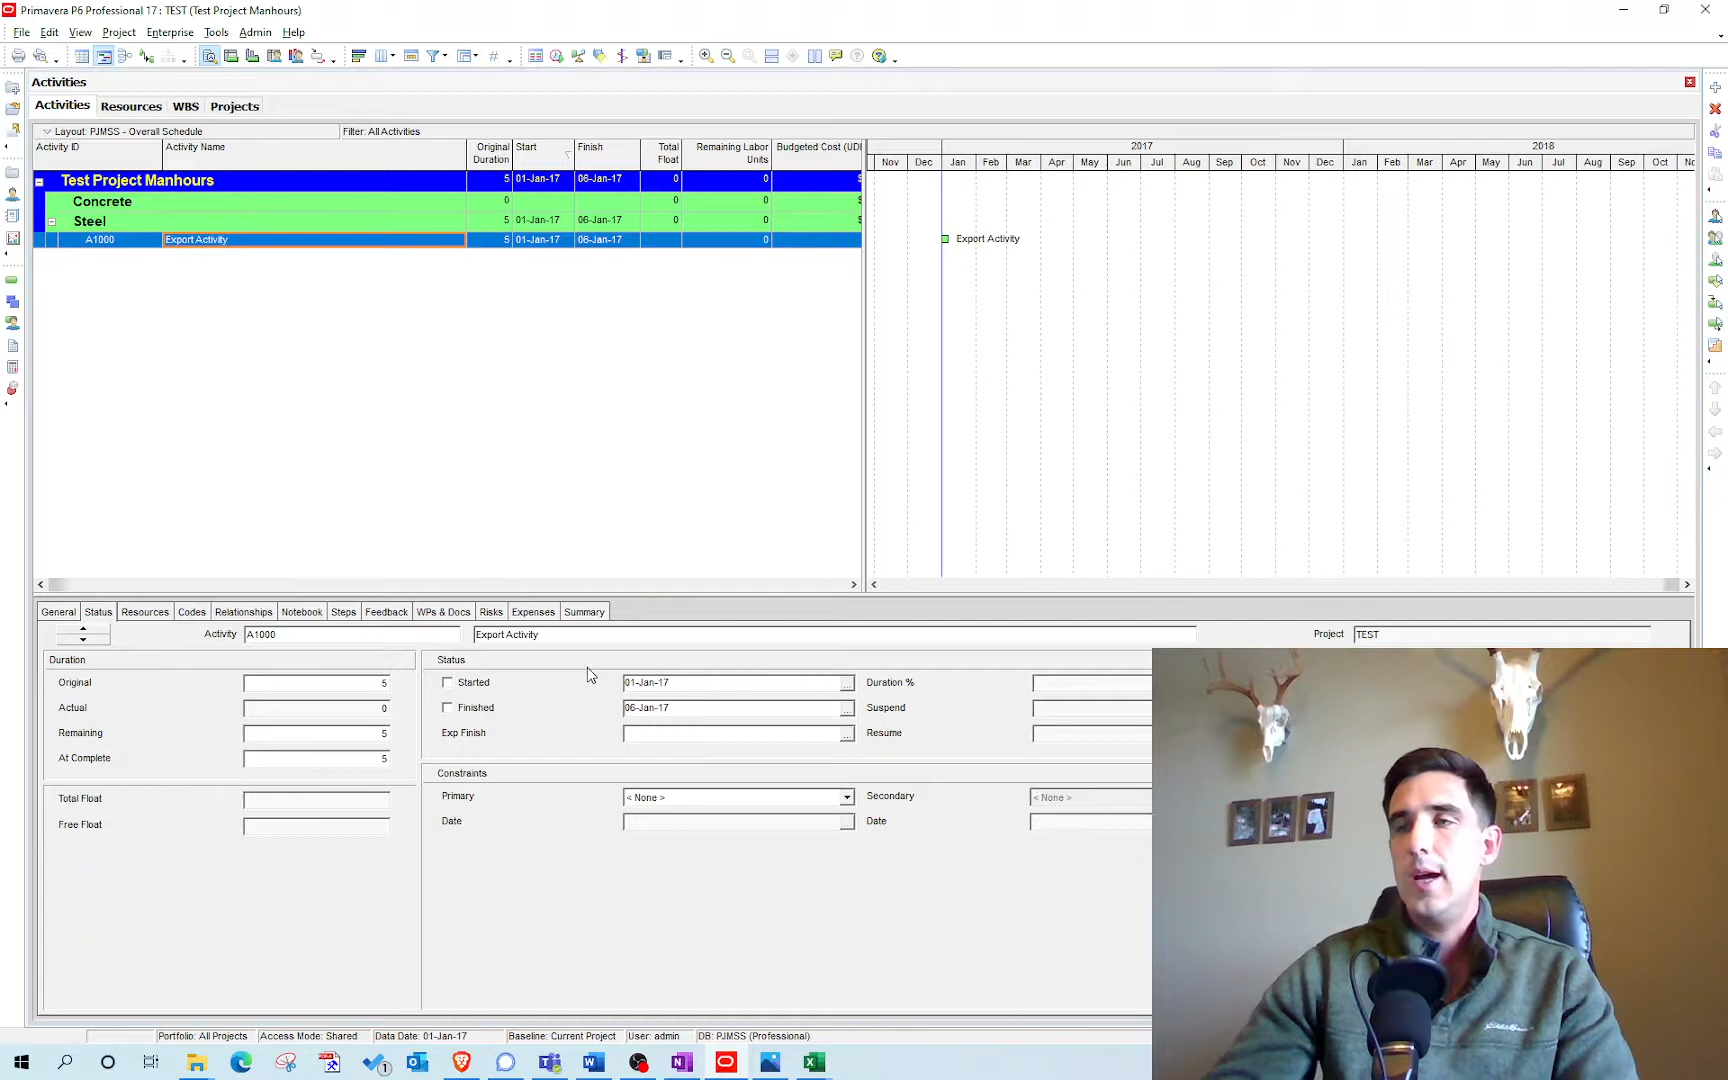 Primavera P6 Professional 17 : TEST (Test Project Manhours)
File Edit View Project Enterprise Tools Admin Help
Activities
Activities Resources WBS Projects
Layout: PJMSS - Overall Schedule Filter: All Activities
Activity ID Activity Name Original Duration Start Finish Total Float Remaining Labor Units Budgeted Cost (UDI
2017 2018
Nov Dec Jan Feb Mar Apr May Jun Jul Aug Sep Oct Nov Dec Jan Feb Mar Apr May Jun Jul Aug Sep Oct Nc
Test Project Manhours 5 01-Jan-17 06-Jan-17 0 0 $
Concrete 0 0 0 $
Steel 5 01-Jan-17 06-Jan-17 0 0 $
A1000 Export Activity 5 01-Jan-17 06-Jan-17 0
Export Activity
General Status Resources Codes Relationships Notebook Steps Feedback WPs & Docs Risks Expenses Summary
Activity A1000 Export Activity Project TEST
Duration
Original 5
Actual 0
Remaining 5
At Complete 5
Total Float
Free Float
Status
Started 01-Jan-17 Duration %
Finished 06-Jan-17 Suspend
Exp Finish Resume
Constraints
Primary < None > Secondary < None >
Date Date
Portfolio: All Projects Access Mode: Shared Data Date: 01-Jan-17 Baseline: Current Project User: admin DB: PJMSS (Professional)
1